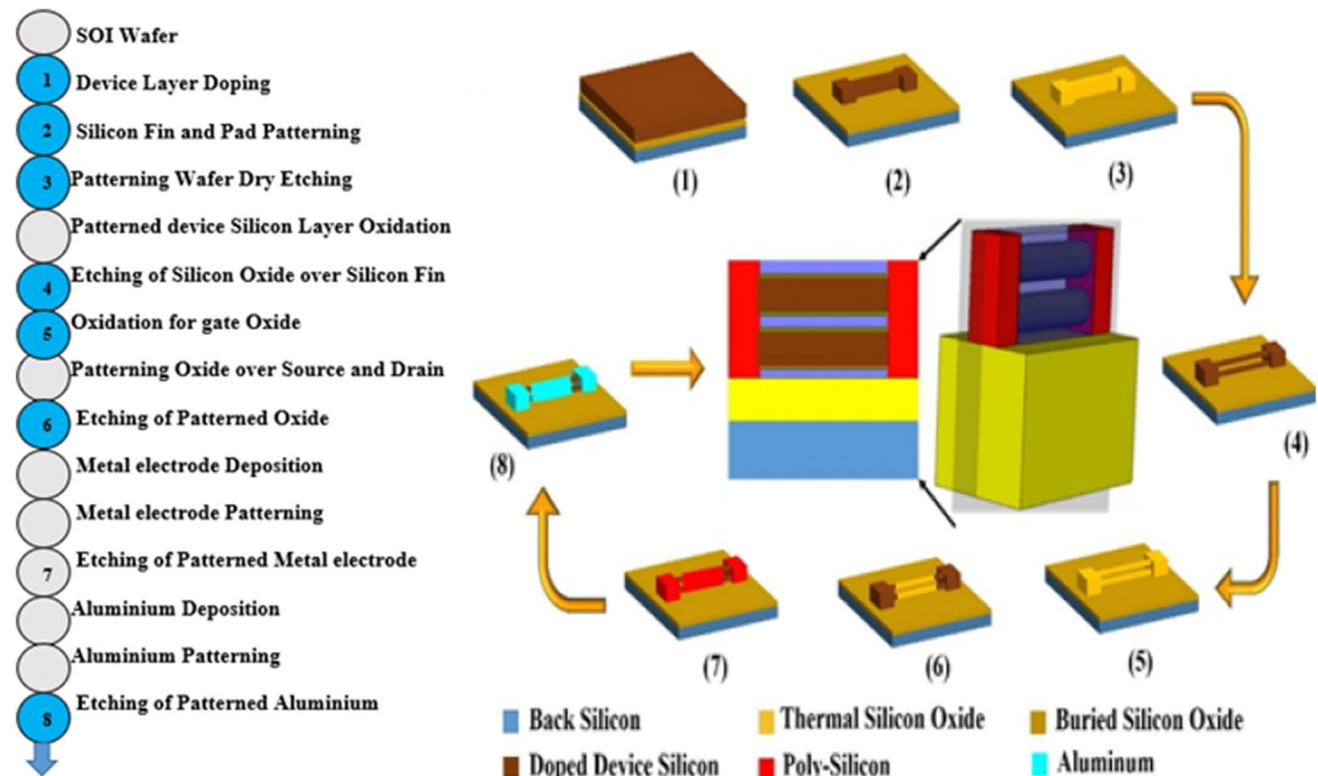 SOI Wafer
1 Device Layer Doping
2 Silicon Fin and Pad Patterning
3 Patterning Wafer Dry Etching
Patterned device Silicon Layer Oxidation
4 Etching of Silicon Oxide over Silicon Fin
5 Oxidation for gate Oxide
Patterning Oxide over Source and Drain
6 Etching of Patterned Oxide
Metal electrode Deposition
Metal electrode Patterning
7 Etching of Patterned Metal electrode
Aluminium Deposition
Aluminium Patterning
8 Etching of Patterned Aluminium
(1)
(2)
(3)
(4)
(5)
(6)
(7)
(8)
Back Silicon
Thermal Silicon Oxide
Buried Silicon Oxide
Doped Device Silicon
Poly-Silicon
Aluminum